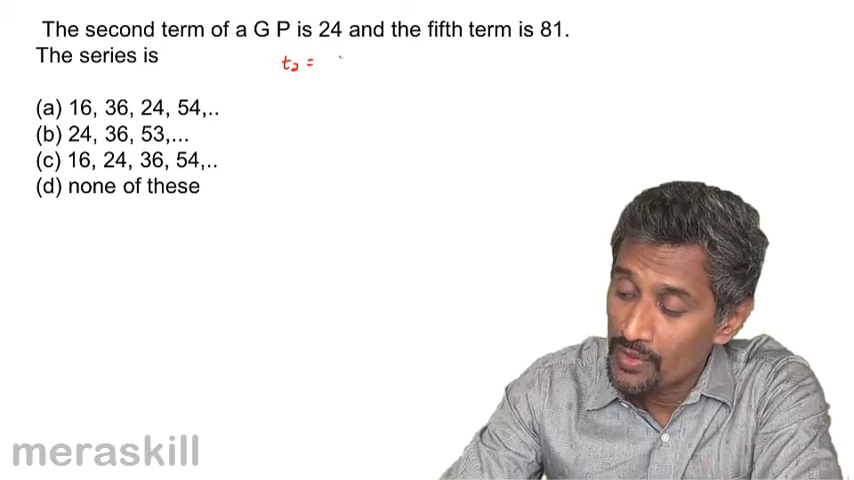 The second term of a G P is 24 and the fifth term is 81.
The series is
t₂ =
(a) 16, 36, 24, 54,..
(b) 24, 36, 53,...
(c) 16, 24, 36, 54,..
(d) none of these
meraskill